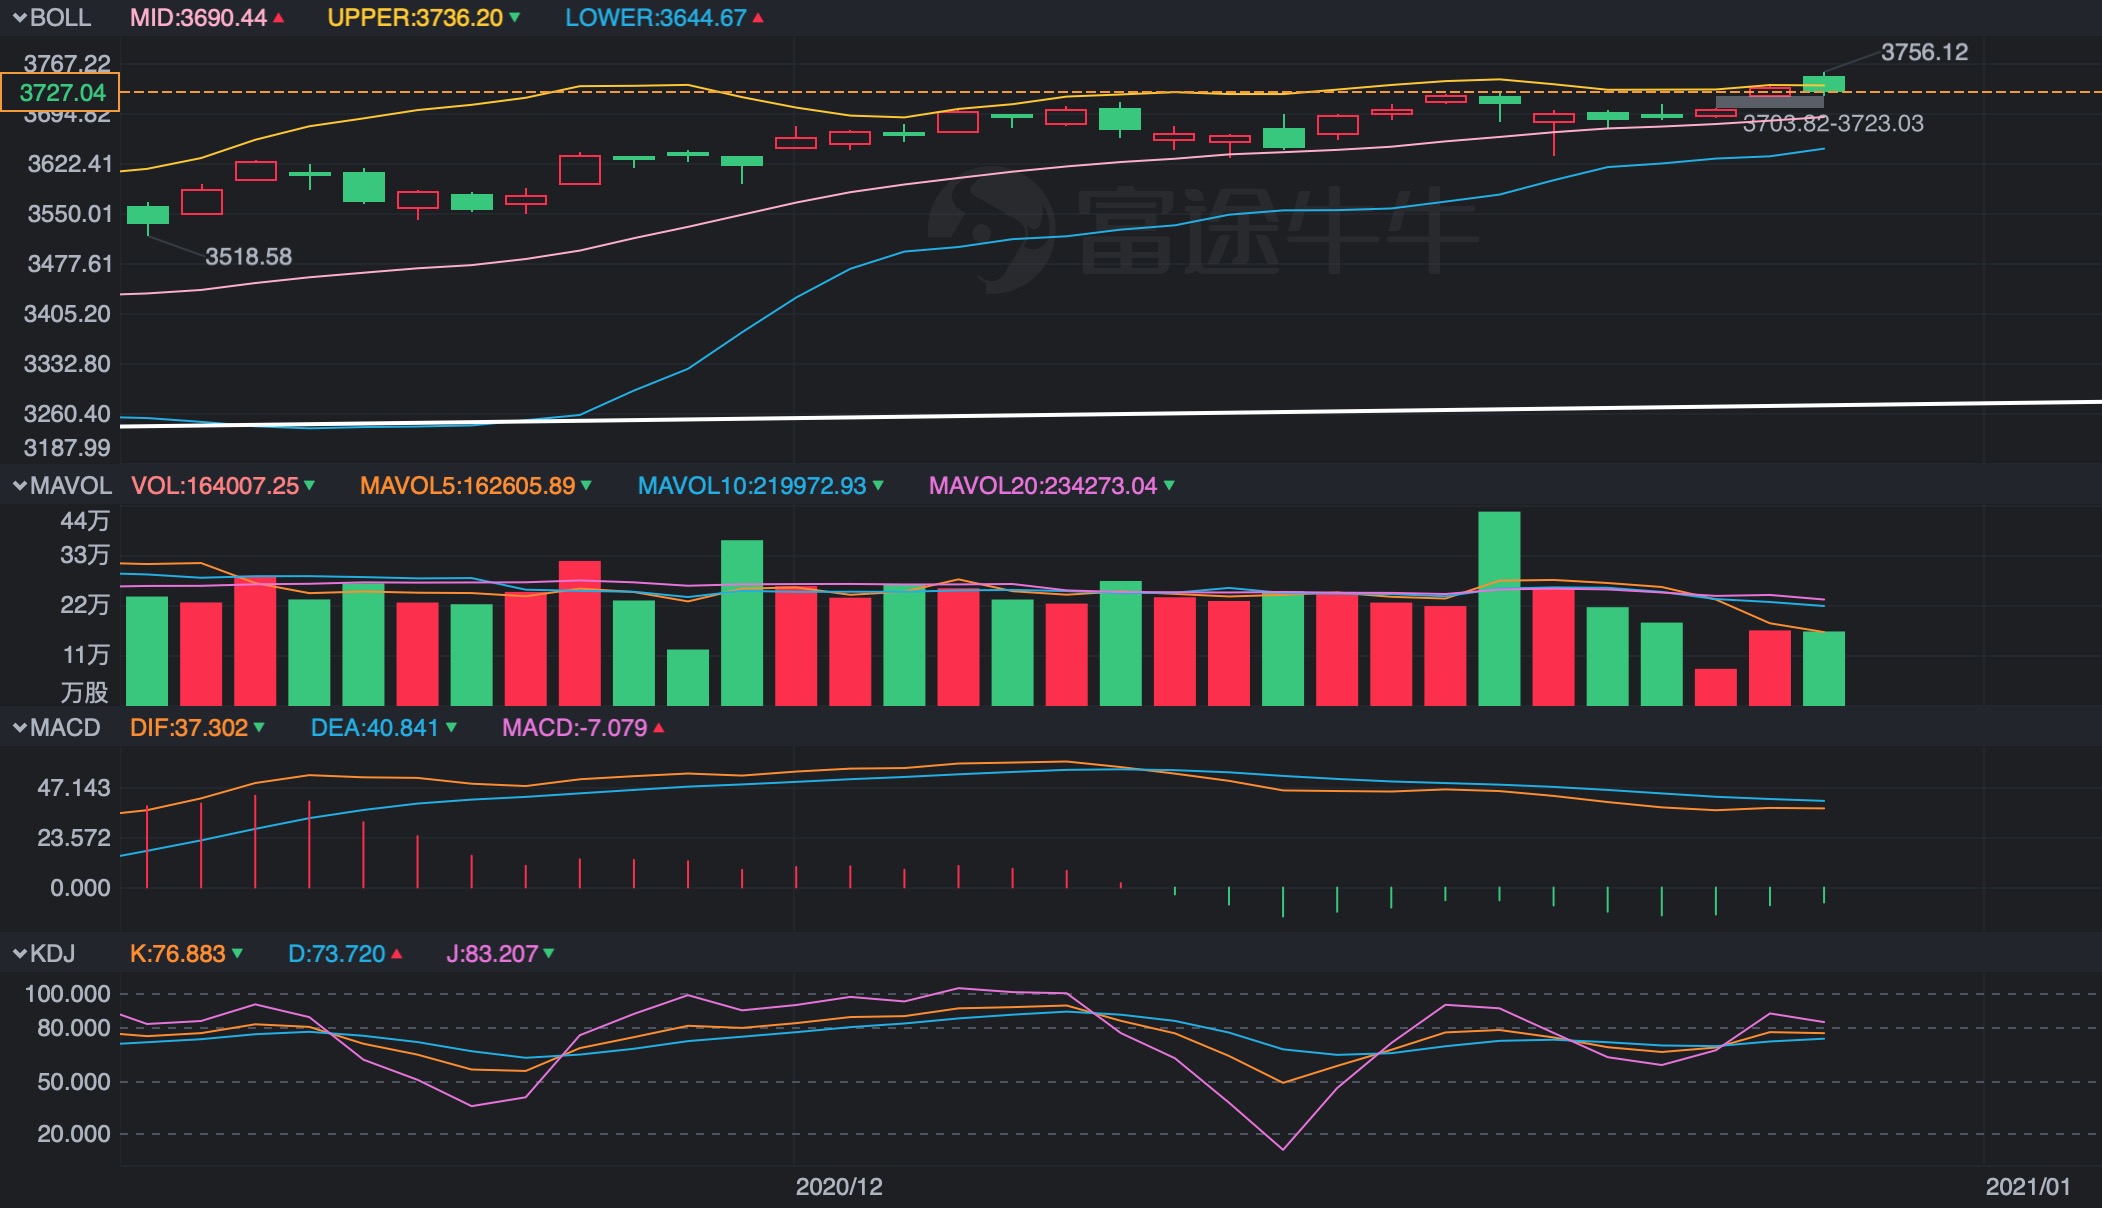 BOLL MID:3690.44 UPPER:3736.20 LOWER:3644.67
3756.12
3767.22
3727.04
3694.82
3703.82-3723.03
3622.41
富途牛牛
3550.01
3518.58
3477.61
3405.20
3332.80
3260.40
3187.99
MAVOL VOL:164007.25 MAVOL5:162605.89 MAVOL10:219972.93 MAVOL20:234273.04
44万
33万
22万
11万
万股
MACD DIF:37.302 DEA:40.841 MACD:-7.079
47.143
23.572
0.000
KDJ K:76.883 D:73.720 J:83.207
100.000
80.000
50.000
20.000
2020/12 2021/01